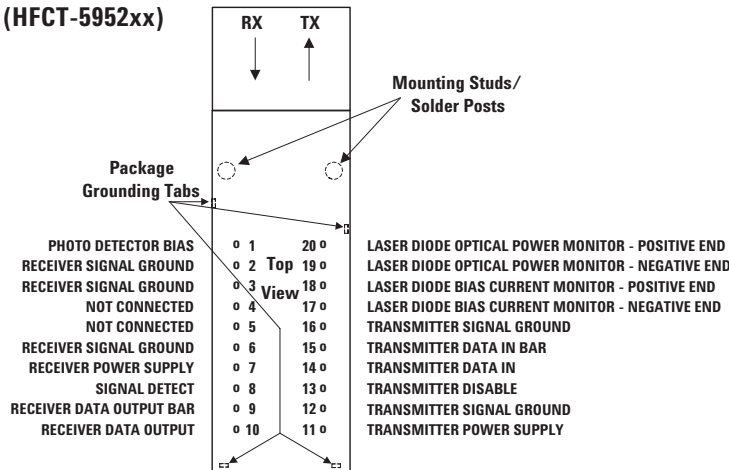 (HFCT-5952xx)
RX TX
Mounting Studs/
Solder Posts
Package
Grounding Tabs
Top
View
PHOTO DETECTOR BIAS o 1 20 o LASER DIODE OPTICAL POWER MONITOR - POSITIVE END
RECEIVER SIGNAL GROUND o 2 19 o LASER DIODE OPTICAL POWER MONITOR - NEGATIVE END
RECEIVER SIGNAL GROUND o 3 18 o LASER DIODE BIAS CURRENT MONITOR - POSITIVE END
NOT CONNECTED o 4 17 o LASER DIODE BIAS CURRENT MONITOR - NEGATIVE END
NOT CONNECTED o 5 16 o TRANSMITTER SIGNAL GROUND
RECEIVER SIGNAL GROUND o 6 15 o TRANSMITTER DATA IN BAR
RECEIVER POWER SUPPLY o 7 14 o TRANSMITTER DATA IN
SIGNAL DETECT o 8 13 o TRANSMITTER DISABLE
RECEIVER DATA OUTPUT BAR o 9 12 o TRANSMITTER SIGNAL GROUND
RECEIVER DATA OUTPUT o 10 11 o TRANSMITTER POWER SUPPLY